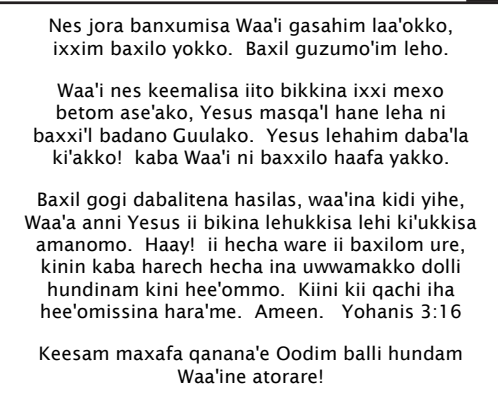 Nes jora banxumisa Waa'i gasahim laa'okko,
ixxim baxilo yokko.  Baxil guzumo'im leho.
Waa'i nes keemalisa iito bikkina ixxi mexo
betom ase'ako, Yesus masqa'l hane leha ni
baxxi'l badano Guulako.  Yesus lehahim daba'la
ki'akko!  kaba Waa'i ni baxxilo haafa yakko.
Baxil gogi dabalitena hasilas, waa'ina kidi yihe,
Waa'a anni Yesus ii bikina lehukkisa lehi ki'ukkisa
amanomo.  Haay!  ii hecha ware ii baxilom ure,
kinin kaba harech hecha ina uwwamakko dolli
hundinam kini hee'ommo.  Kiini kii qachi iha
hee'omissina hara'me.  Ameen.   Yohanis 3:16
Keesam maxafa qanana'e Oodim balli hundam
Waa'ine atorare!